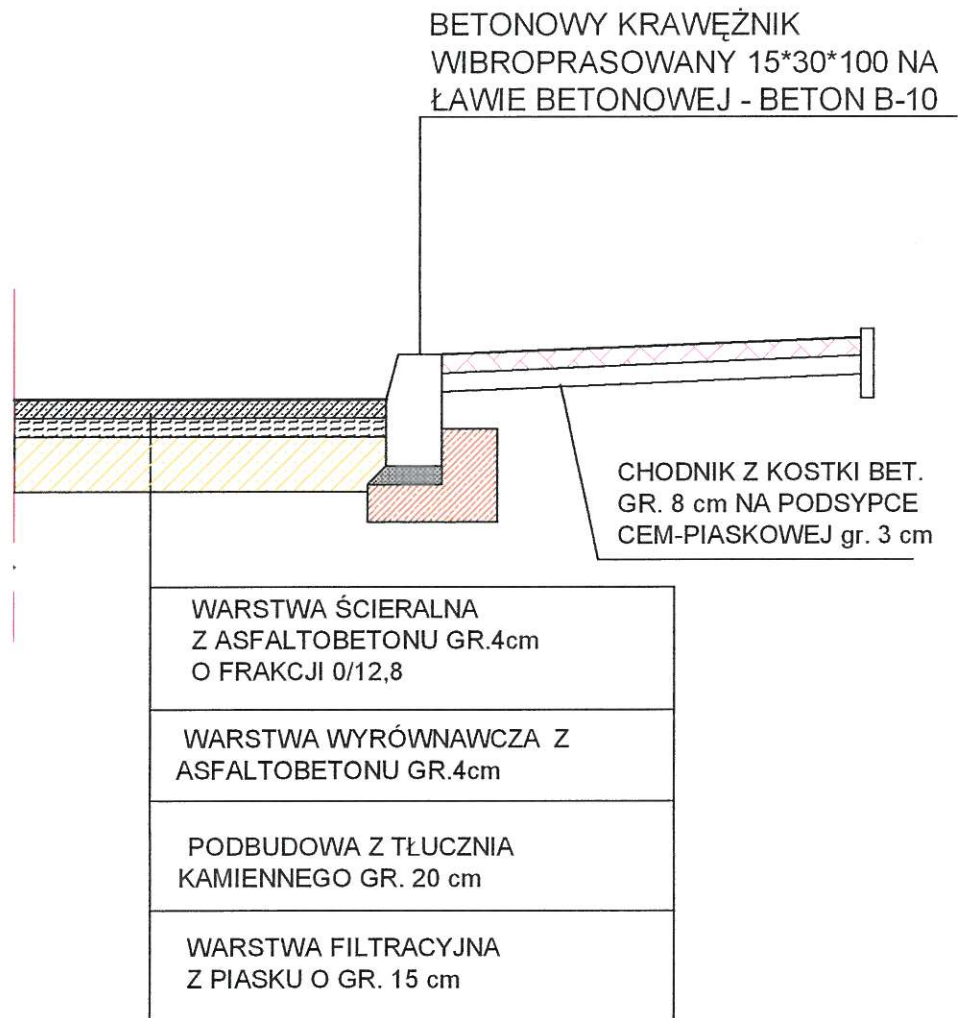 BETONOWY KRAWĘŻNIK
WIBROPRASOWANY 15*30*100 NA
ŁAWIE BETONOWEJ - BETON B-10
CHODNIK Z KOSTKI BET.
GR. 8 cm NA PODSYPCE
CEM-PIASKOWEJ gr. 3 cm
WARSTWA ŚCIERALNA
Z ASFALTOBETONU GR.4cm
O FRAKCJI 0/12,8
WARSTWA WYRÓWNAWCZA Z
ASFALTOBETONU GR.4cm
PODBUDOWA Z TŁUCZNIA
KAMIENNEGO GR. 20 cm
WARSTWA FILTRACYJNA
Z PIASKU O GR. 15 cm